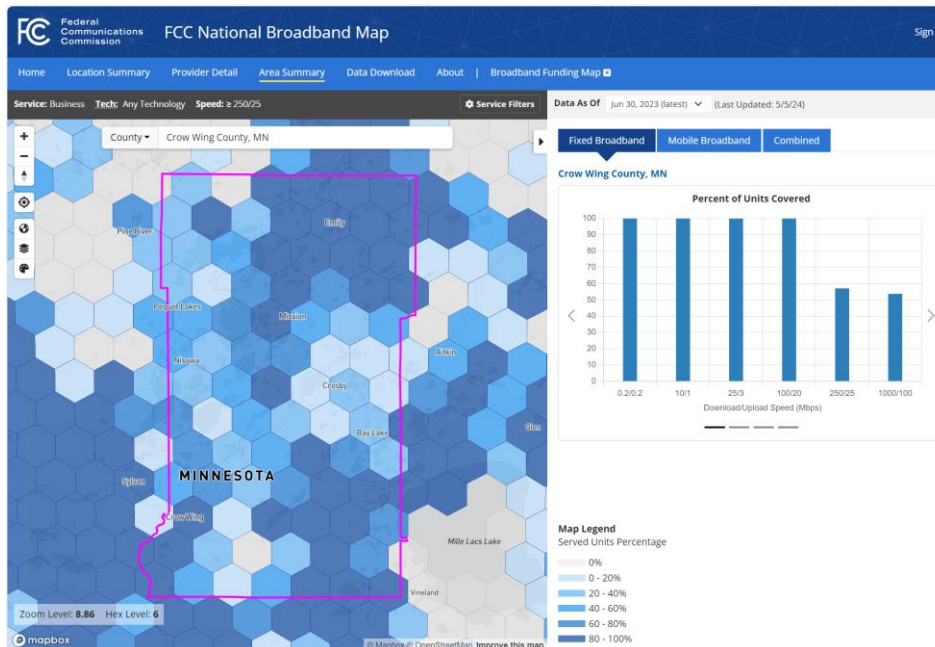 Federal
Communications
Commission
FCC National Broadband Map
Sign
Home Location Summary Provider Detail Area Summary Data Download About | Broadband Funding Map
Service: Business Tech: Any Technology Speed: ≥ 250/25 Service Filters
Data As Of Jun 30, 2023 (latest) (Last Updated: 5/5/24)
County Crow Wing County, MN
Fixed Broadband Mobile Broadband Combined
Crow Wing County, MN
Percent of Units Covered
100
90
80
70
60
50
40
30
20
10
0
0.2/0.2 10/1 25/3 100/20 250/25 1000/100
Download/Upload Speed (Mbps)
Emily
Pine River
Pequot Lakes
Mission
Nisswa
Aitkin
Crosby
Bay Lake
Glen
MINNESOTA
Sylvan
Crow Wing
Mille Lacs Lake
Vineland
Zoom Level: 8.86 Hex Level: 6
mapbox
© Mapbox © OpenStreetMap Improve this map
Map Legend
Served Units Percentage
0%
0 - 20%
20 - 40%
40 - 60%
60 - 80%
80 - 100%